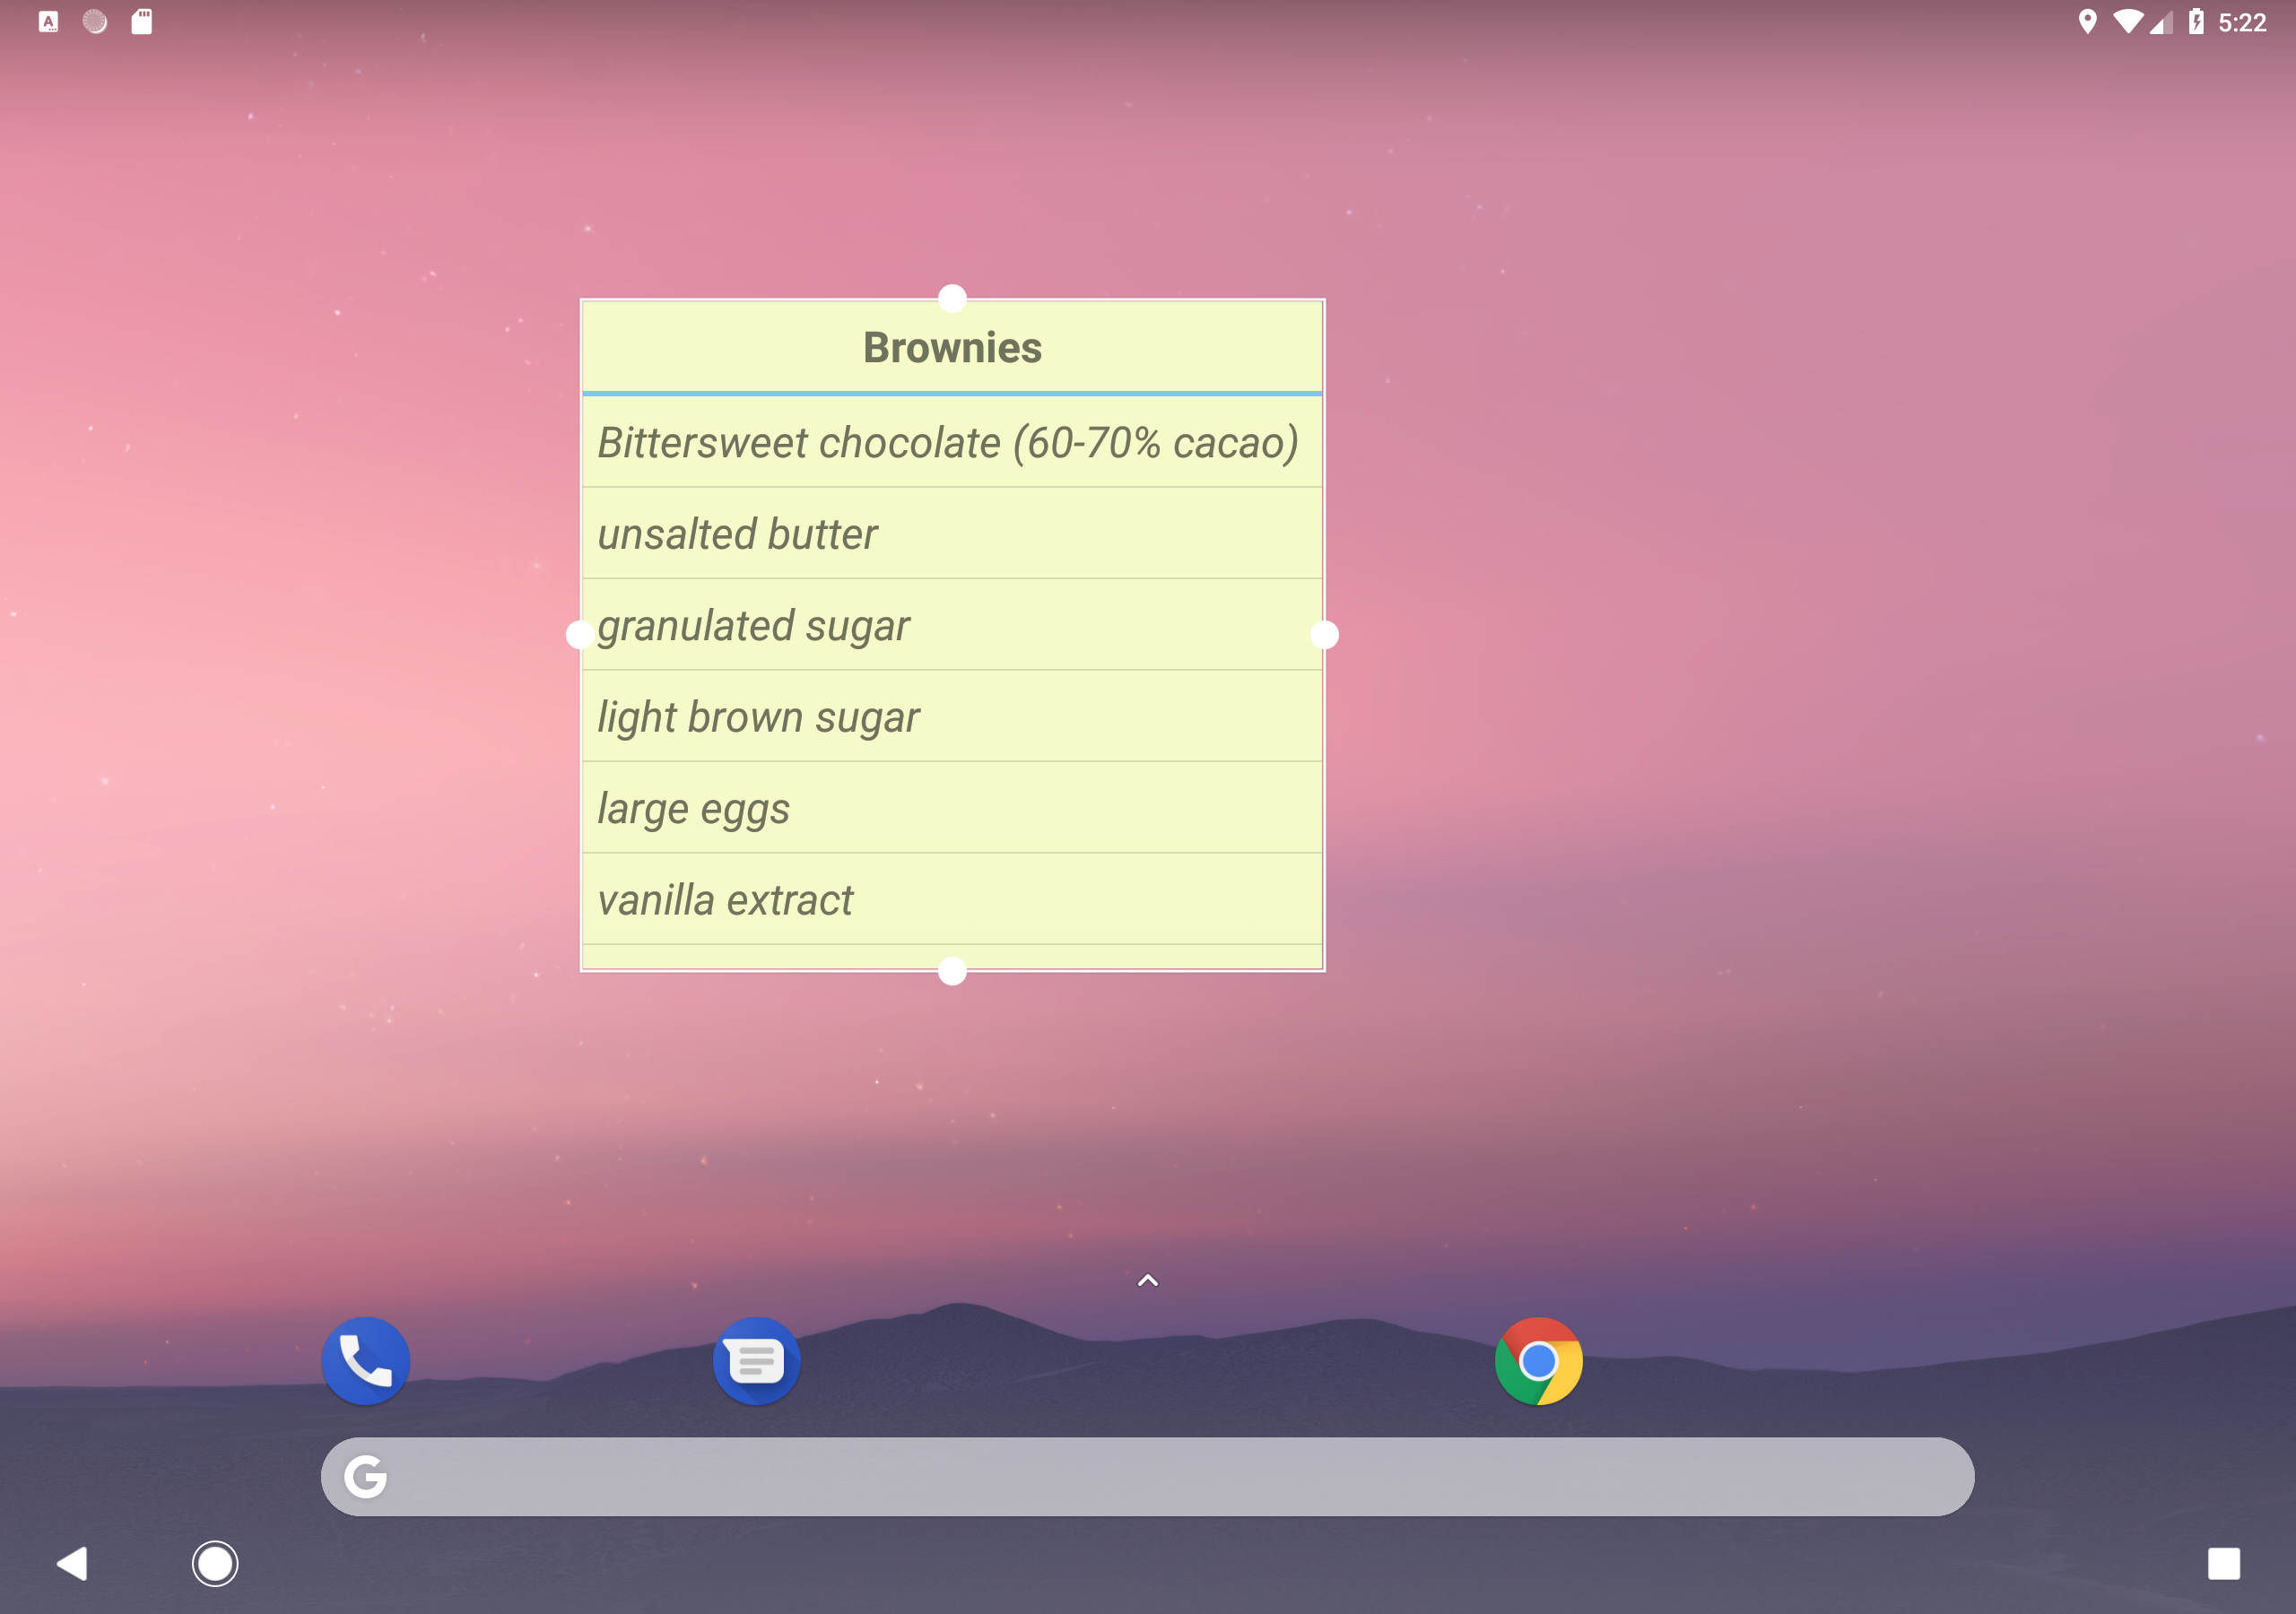 5:22
Brownies
Bittersweet chocolate (60-70% cacao)
unsalted butter
granulated sugar
light brown sugar
large eggs
vanilla extract